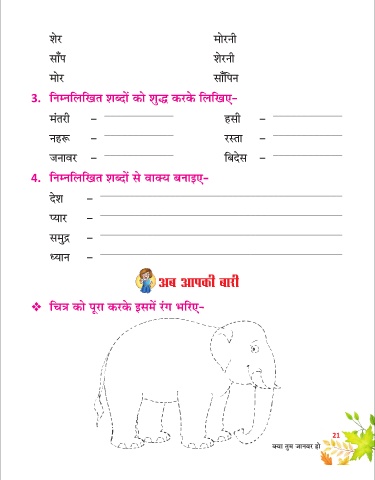 शेर मोरनी
साँप शेरनी
मोर साँपिन
3. निम्नलिखित शब्दों को शुद्ध करके लिखिए-
मंतरी – हसी –
नहरू – रस्ता –
जनावर – बिदेस –
4. निम्नलिखित शब्दों से वाक्य बनाइए-
देश –
प्यार –
समुद्र –
ध्यान –
अब आपकी बारी
❖ चित्र को पूरा करके इसमें रंग भरिए-
21
क्या तुम जानवर हो